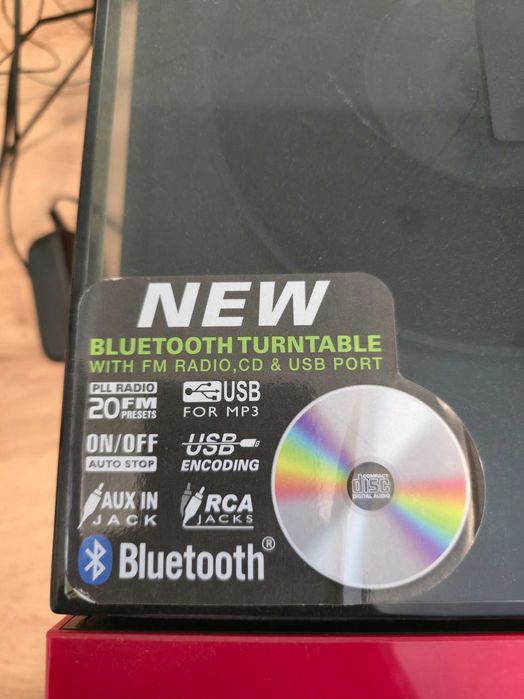 NEW
BLUETOOTH TURNTABLE
WITH FM RADIO,CD & USB PORT
PLL RADIO
20FM
PRESETS
USB
FOR MP3
ON/OFF
AUTO STOP
USB
ENCODING
AUX IN
JACK
RCA
JACKS
Bluetooth®
COMPACT
disc
DIGITAL AUDIO